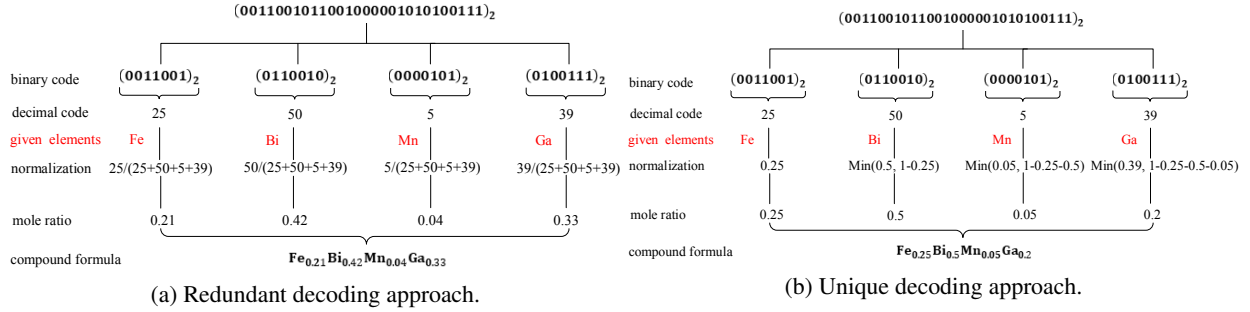 (0011001011001000001010100111)₂
binary code (0011001)₂ (0110010)₂ (0000101)₂ (0100111)₂
decimal code 25 50 5 39
given elements Fe Bi Mn Ga
normalization 25/(25+50+5+39) 50/(25+50+5+39) 5/(25+50+5+39) 39/(25+50+5+39)
mole ratio 0.21 0.42 0.04 0.33
compound formula Fe₀.₂₁Bi₀.₄₂Mn₀.₀₄Ga₀.₃₃
(a) Redundant decoding approach.
(0011001011001000001010100111)₂
binary code (0011001)₂ (0110010)₂ (0000101)₂ (0100111)₂
decimal code 25 50 5 39
given elements Fe Bi Mn Ga
normalization 0.25 Min(0.5, 1-0.25) Min(0.05, 1-0.25-0.5) Min(0.39, 1-0.25-0.5-0.05)
mole ratio 0.25 0.5 0.05 0.2
compound formula Fe₀.₂₅Bi₀.₅Mn₀.₀₅Ga₀.₂
(b) Unique decoding approach.